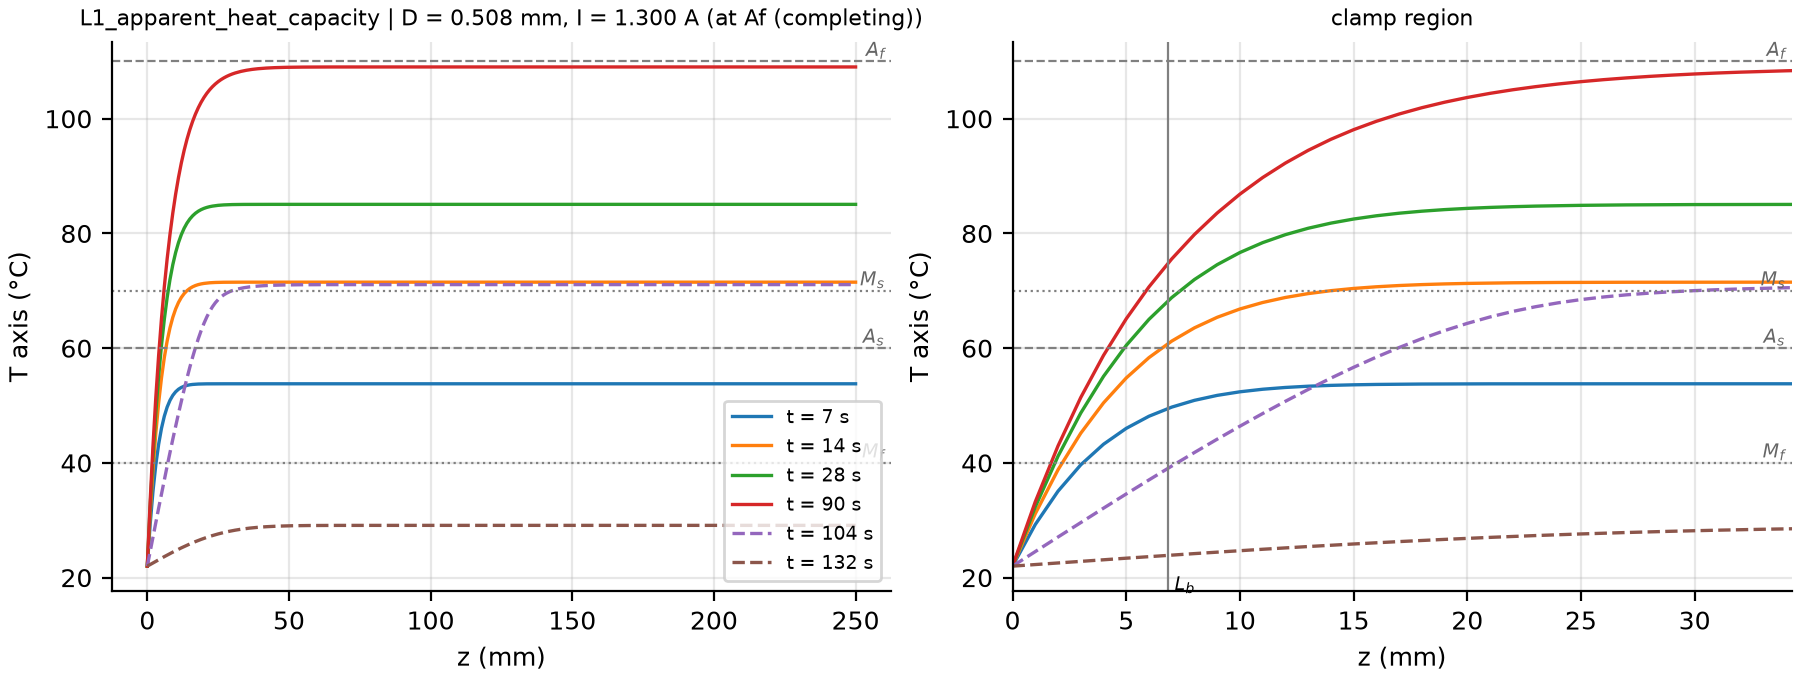 L1_apparent_heat_capacity | D = 0.508 mm, I = 1.300 A (at Af (completing))
T axis (°C)
100
80
60
40
20
A_f
M_s
A_s
M_f
t = 7 s
t = 14 s
t = 28 s
t = 90 s
t = 104 s
t = 132 s
0
50
100
150
200
250
z (mm)
clamp region
T axis (°C)
100
80
60
40
20
A_f
M_s
A_s
M_f
L_b
0
5
10
15
20
25
30
z (mm)